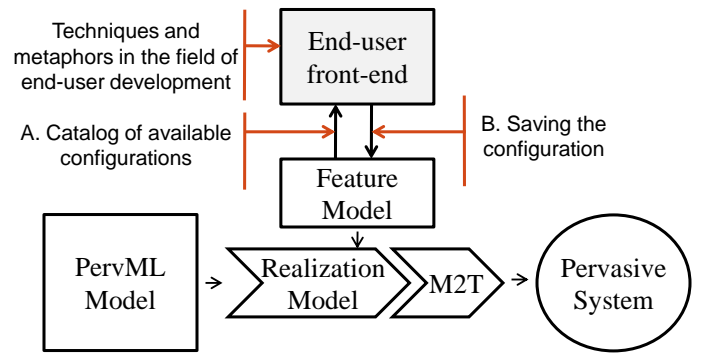 Techniques and
metaphors in the field of
end-user development
End-user
front-end
A. Catalog of available
configurations
B. Saving the
configuration
Feature
Model
PervML
Model
Realization
Model
M2T
Pervasive
System